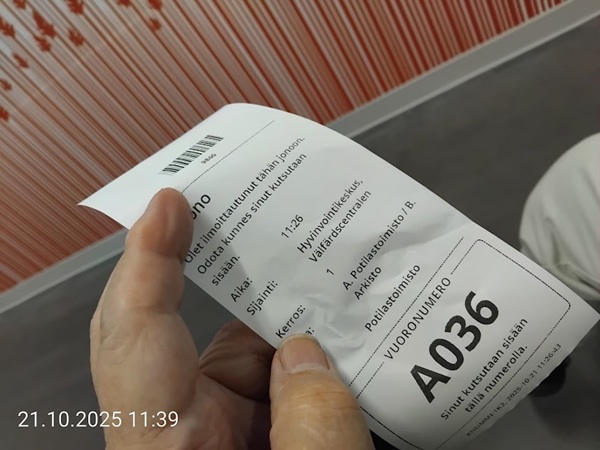 ono
Olet ilmoittautunut tähän jonoon.
Odota kunnes sinut kutsutaan
sisään.
Aika: 11:26
Sijainti: Hyvinvointikeskus,
Välfärdscentralen
Kerros: 1
A. Potilastoimisto / B.
Arkisto
Potilastoimisto
VUORONUMERO
A036
Sinut kutsutaan sisään
tällä numerolla.
21.10.2025 11:39